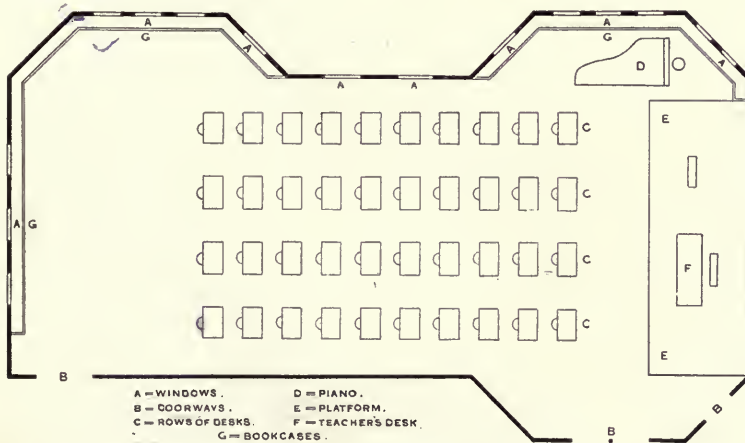 A A
G G
A A A
D
A A
C E
C
A G
C F
C
E
B B
A = WINDOWS. D = PIANO.
B = DOORWAYS. E = PLATFORM.
C = ROWS OF DESKS. F = TEACHER'S DESK
G = BOOKCASES.
B